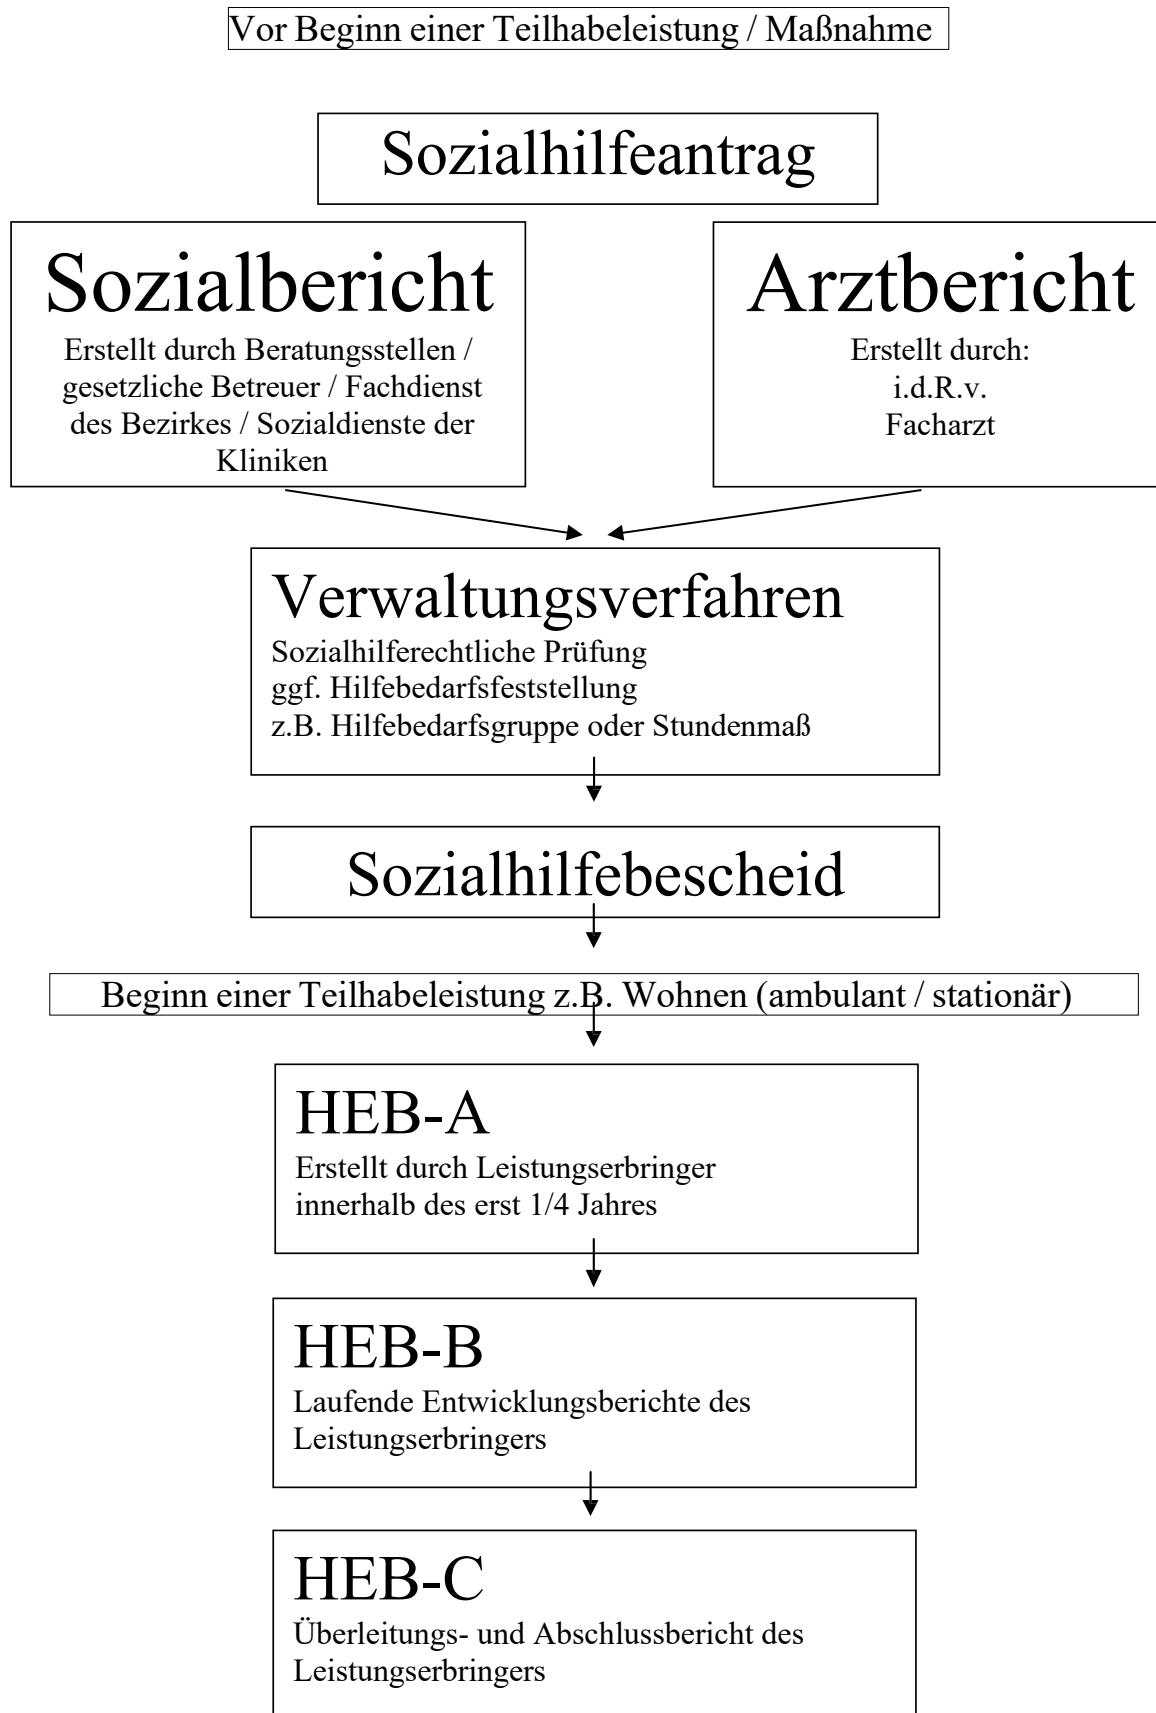 Vor Beginn einer Teilhabeleistung / Maßnahme
Sozialhilfeantrag
Sozialbericht
Erstellt durch Beratungsstellen /
gesetzliche Betreuer / Fachdienst
des Bezirkes / Sozialdienste der
Kliniken
Arztbericht
Erstellt durch:
i.d.R.v.
Facharzt
Verwaltungsverfahren
Sozialhilferechtliche Prüfung
ggf. Hilfebedarfsfeststellung
z.B. Hilfebedarfsgruppe oder Stundenmaß
Sozialhilfebescheid
Beginn einer Teilhabeleistung z.B. Wohnen (ambulant / stationär)
HEB-A
Erstellt durch Leistungserbringer
innerhalb des erst 1/4 Jahres
HEB-B
Laufende Entwicklungsberichte des
Leistungserbringers
HEB-C
Überleitungs- und Abschlussbericht des
Leistungserbringers